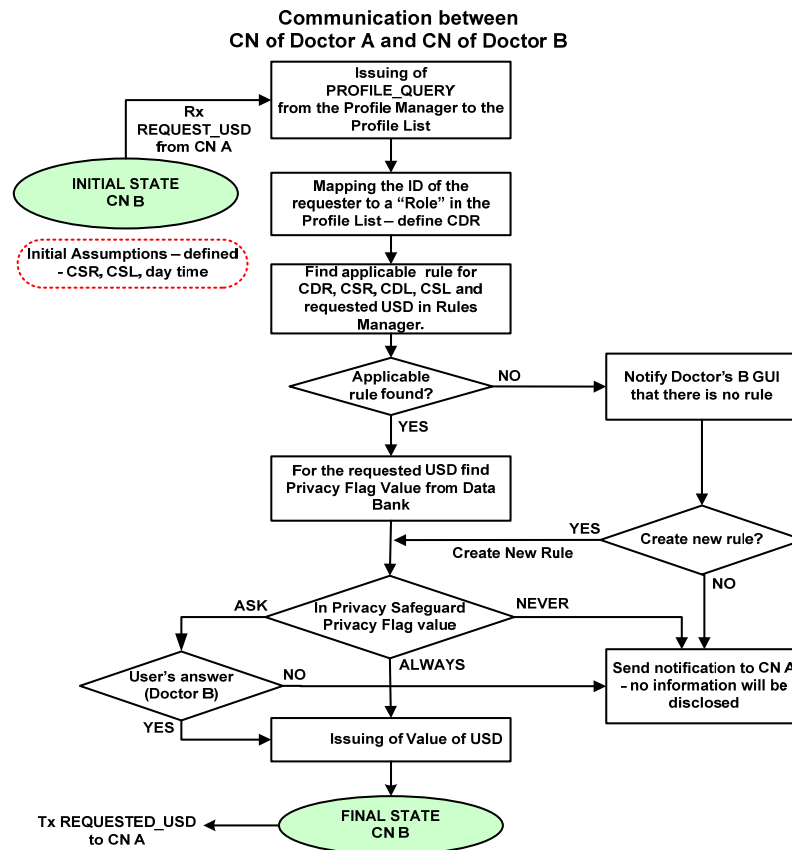 Communication between
CN of Doctor A and CN of Doctor B
Issuing of
PROFILE_QUERY
from the Profile Manager to the
Profile List
Rx
REQUEST_USD
from CN A
INITIAL STATE
CN B
Mapping the ID of the
requester to a “Role” in the
Profile List – define CDR
Initial Assumptions – defined
- CSR, CSL, day time
Find applicable rule for
CDR, CSR, CDL, CSL and
requested USD in Rules
Manager.
Applicable
rule found?
NO
Notify Doctor's B GUI
that there is no rule
YES
For the requested USD find
Privacy Flag Value from Data
Bank
YES
Create new rule?
Create New Rule
NO
ASK
In Privacy Safeguard
Privacy Flag value
NEVER
ALWAYS
User's answer
(Doctor B)
NO
Send notification to CN A
- no information will be
disclosed
YES
Issuing of Value of USD
FINAL STATE
CN B
Tx REQUESTED_USD
to CN A